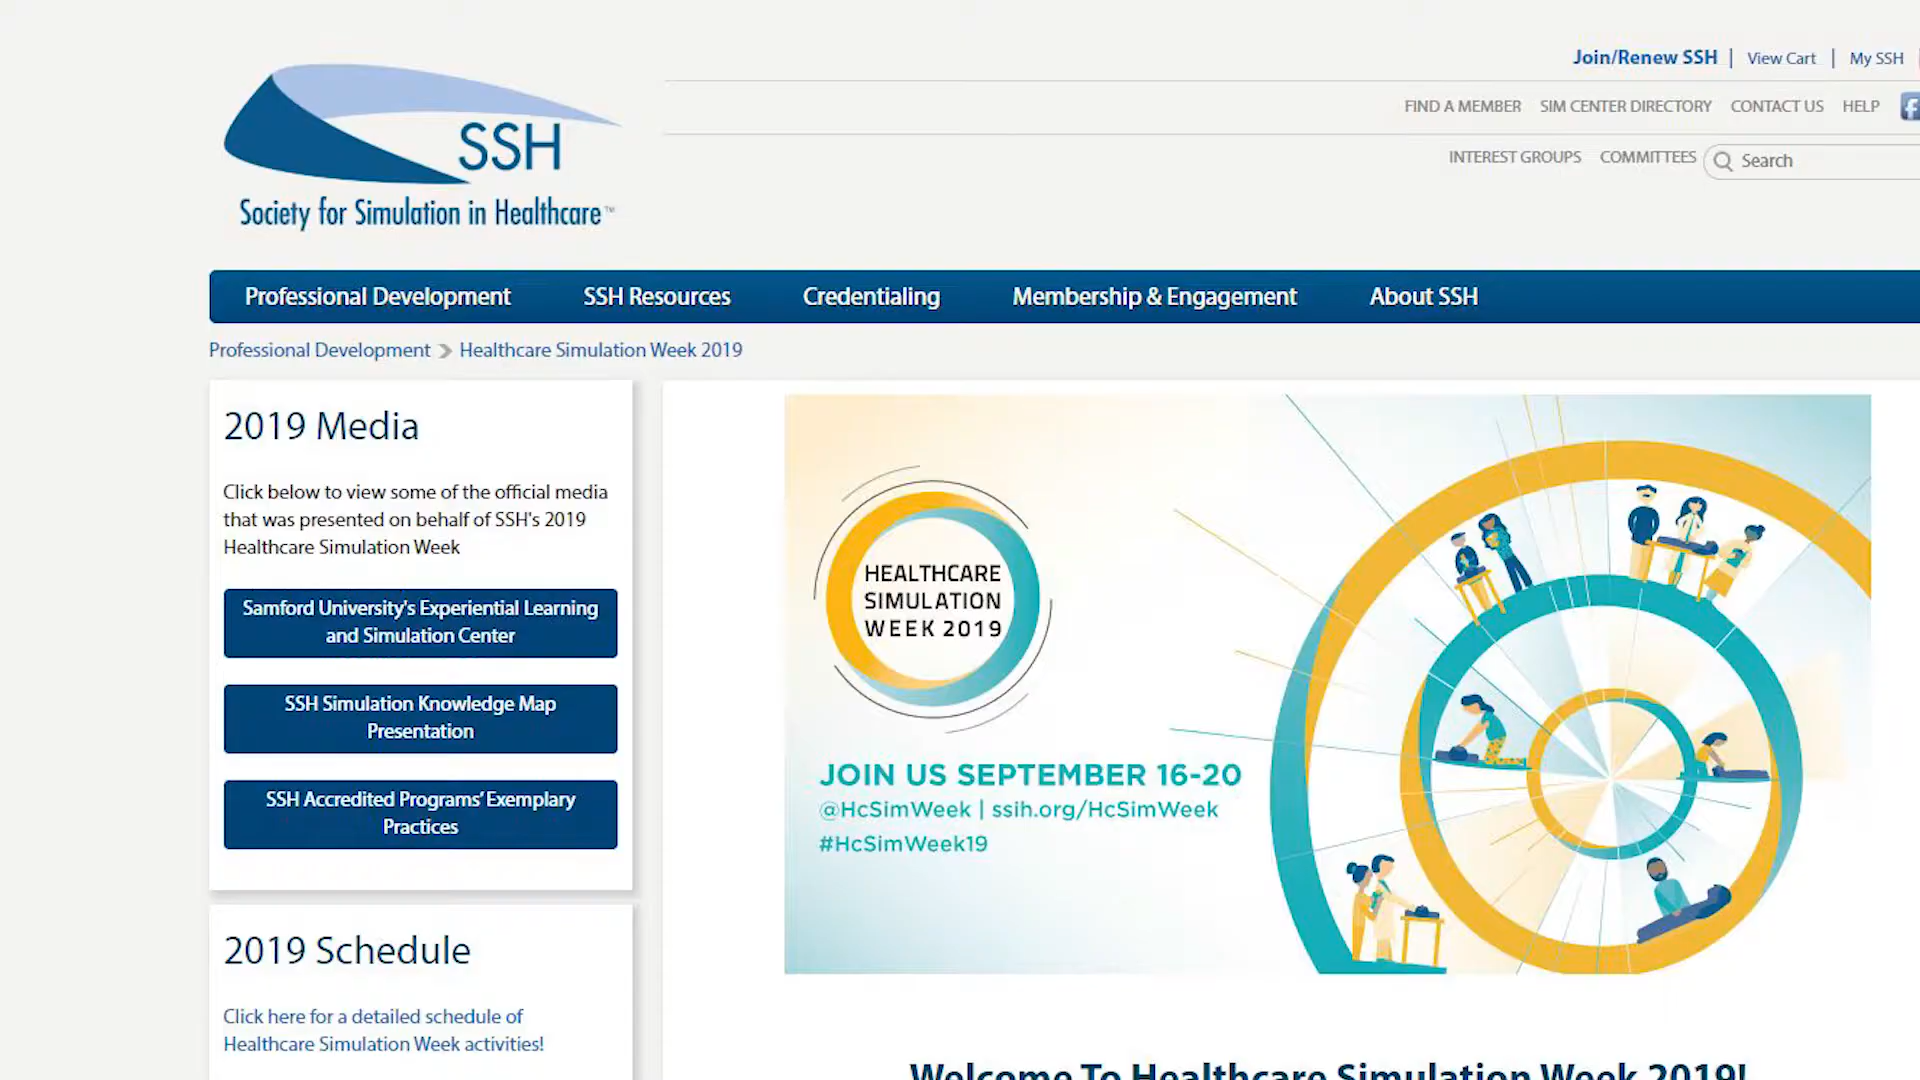 Join/Renew SSH | View Cart | My SSH
FIND A MEMBER SIM CENTER DIRECTORY CONTACT US HELP
INTEREST GROUPS COMMITTEES Search
SSH
Society for Simulation in Healthcare™
Professional Development SSH Resources Credentialing Membership & Engagement About SSH
Professional Development Healthcare Simulation Week 2019
2019 Media
Click below to view some of the official media
that was presented on behalf of SSH's 2019
Healthcare Simulation Week
Samford University's Experiential Learning
and Simulation Center
SSH Simulation Knowledge Map
Presentation
SSH Accredited Programs' Exemplary
Practices
2019 Schedule
Click here for a detailed schedule of
Healthcare Simulation Week activities!
HEALTHCARE
SIMULATION
WEEK 2019
JOIN US SEPTEMBER 16-20
@HcSimWeek | ssih.org/HcSimWeek
#HcSimWeek19
Welcome To Healthcare Simulation Week 2019!